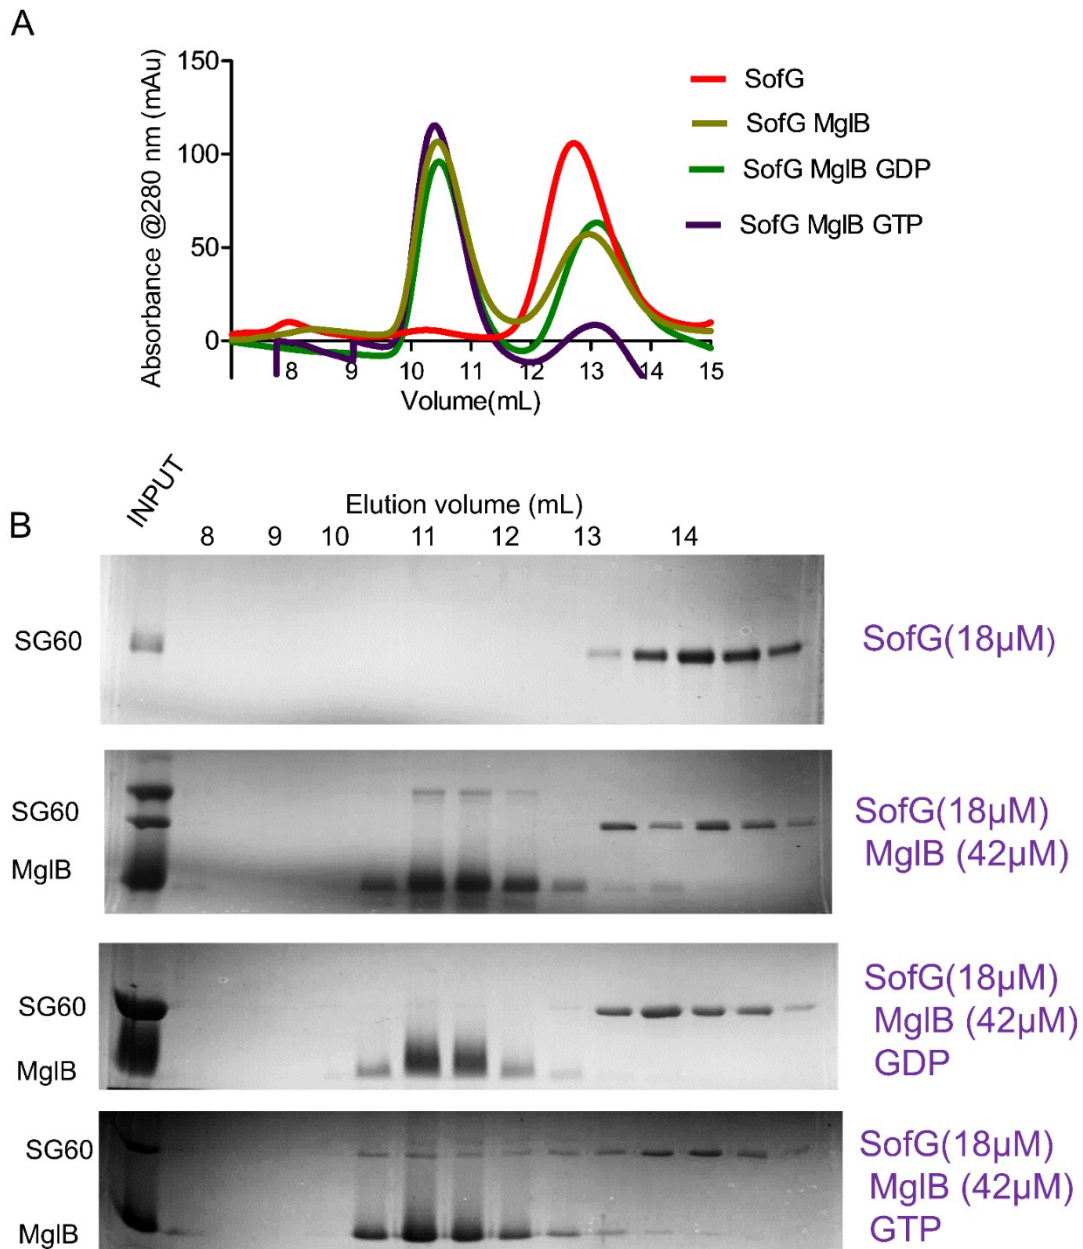 A
Absorbance @280 nm (mAu)
150
100
50
0
8 9 10 11 12 13 14 15
Volume(mL)
SofG
SofG MglB
SofG MglB GDP
SofG MglB GTP
B
INPUT
Elution volume (mL)
8 9 10 11 12 13 14
SG60
SofG(18µM)
SG60
MglB
SofG(18µM)
MglB (42µM)
SG60
MglB
SofG(18µM)
MglB (42µM)
GDP
SG60
MglB
SofG(18µM)
MglB (42µM)
GTP